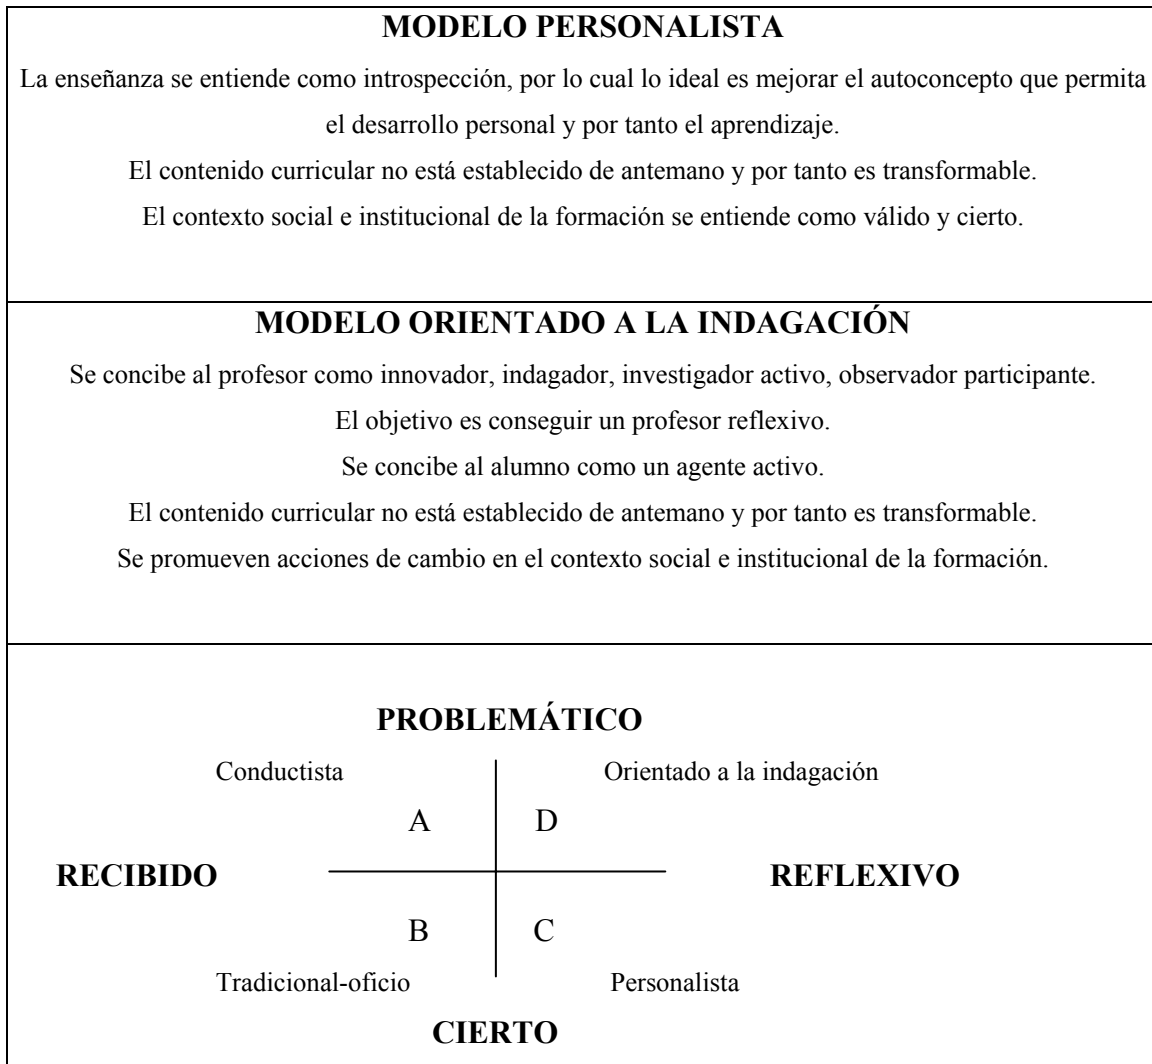 MODELO PERSONALISTA
La enseñanza se entiende como introspección, por lo cual lo ideal es mejorar el autoconcepto que permita
el desarrollo personal y por tanto el aprendizaje.
El contenido curricular no está establecido de antemano y por tanto es transformable.
El contexto social e institucional de la formación se entiende como válido y cierto.
MODELO ORIENTADO A LA INDAGACIÓN
Se concibe al profesor como innovador, indagador, investigador activo, observador participante.
El objetivo es conseguir un profesor reflexivo.
Se concibe al alumno como un agente activo.
El contenido curricular no está establecido de antemano y por tanto es transformable.
Se promueven acciones de cambio en el contexto social e institucional de la formación.
PROBLEMÁTICO
Conductista Orientado a la indagación
A D
RECIBIDO REFLEXIVO
B C
Tradicional-oficio Personalista
CIERTO